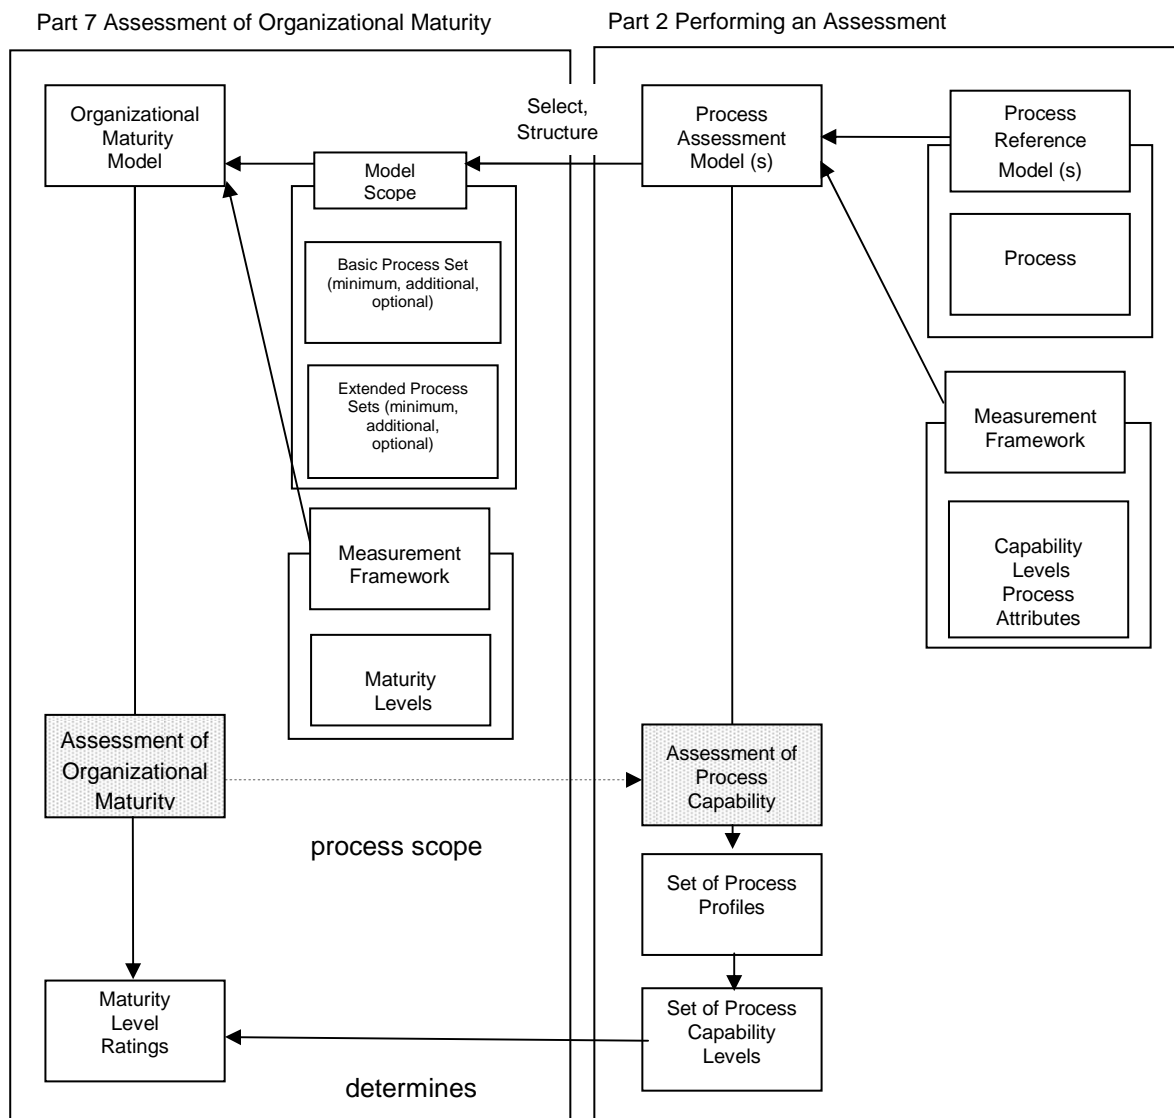 Part 7 Assessment of Organizational Maturity
Part 2 Performing an Assessment
Organizational
Maturity
Model
Select,
Structure
Model
Scope
Basic Process Set
(minimum, additional,
optional)
Extended Process
Sets (minimum,
additional,
optional)
Measurement
Framework
Maturity
Levels
Assessment of
Organizational
Maturity
process scope
Maturity
Level
Ratings
determines
Process
Assessment
Model (s)
Process
Reference
Model (s)
Process
Measurement
Framework
Capability
Levels
Process
Attributes
Assessment of
Process
Capability
Set of Process
Profiles
Set of Process
Capability
Levels